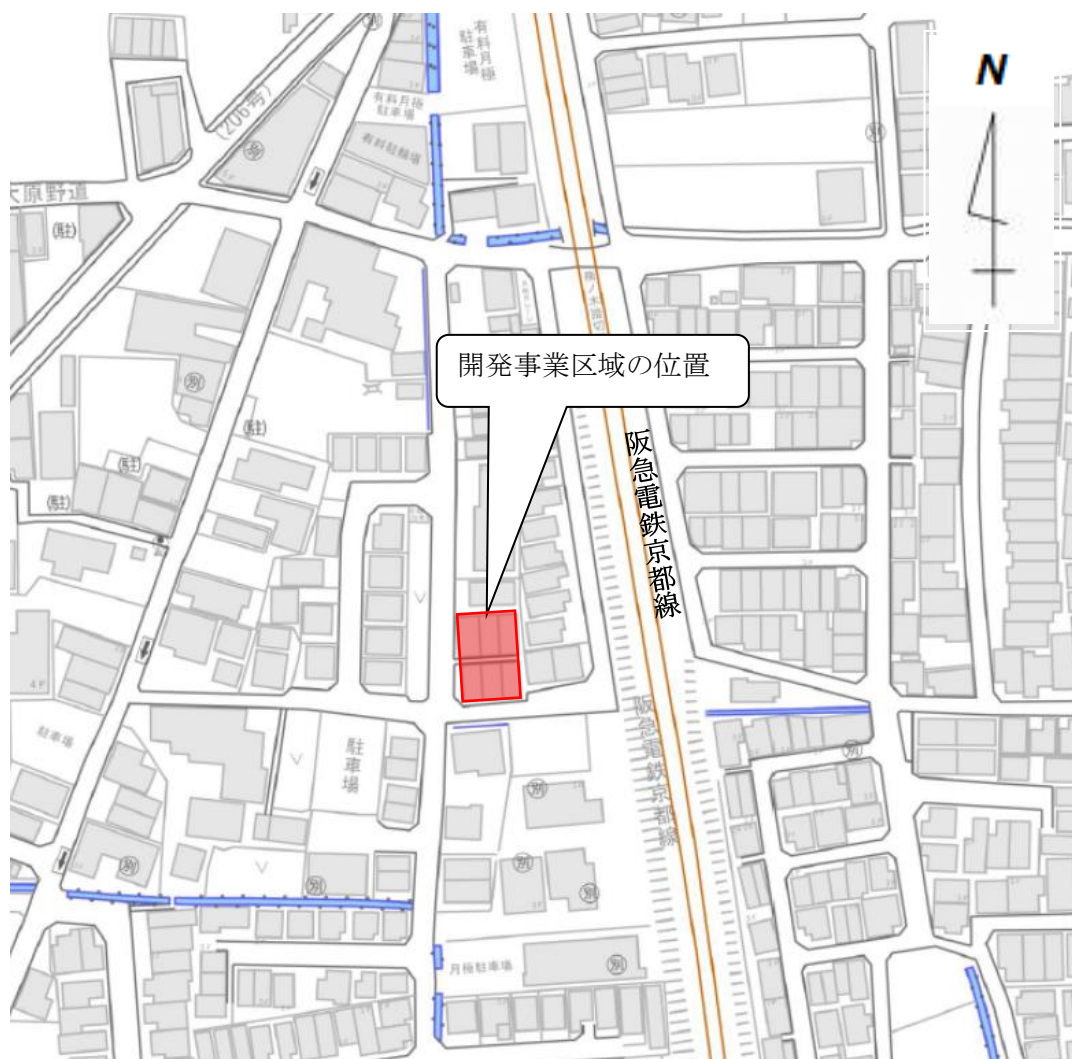 有料月極
駐車場
N
(206号)
別
有料月極
駐車場
有料駐輪場
別
別
大原野道
(駐)
開発事業区域の位置
別
(駐)
(駐)
(駐)
阪急電鉄京都線
4F
駐車場
駐車場
阪急電鉄京都線
別
別
別
別
別
別
月極駐車場
別